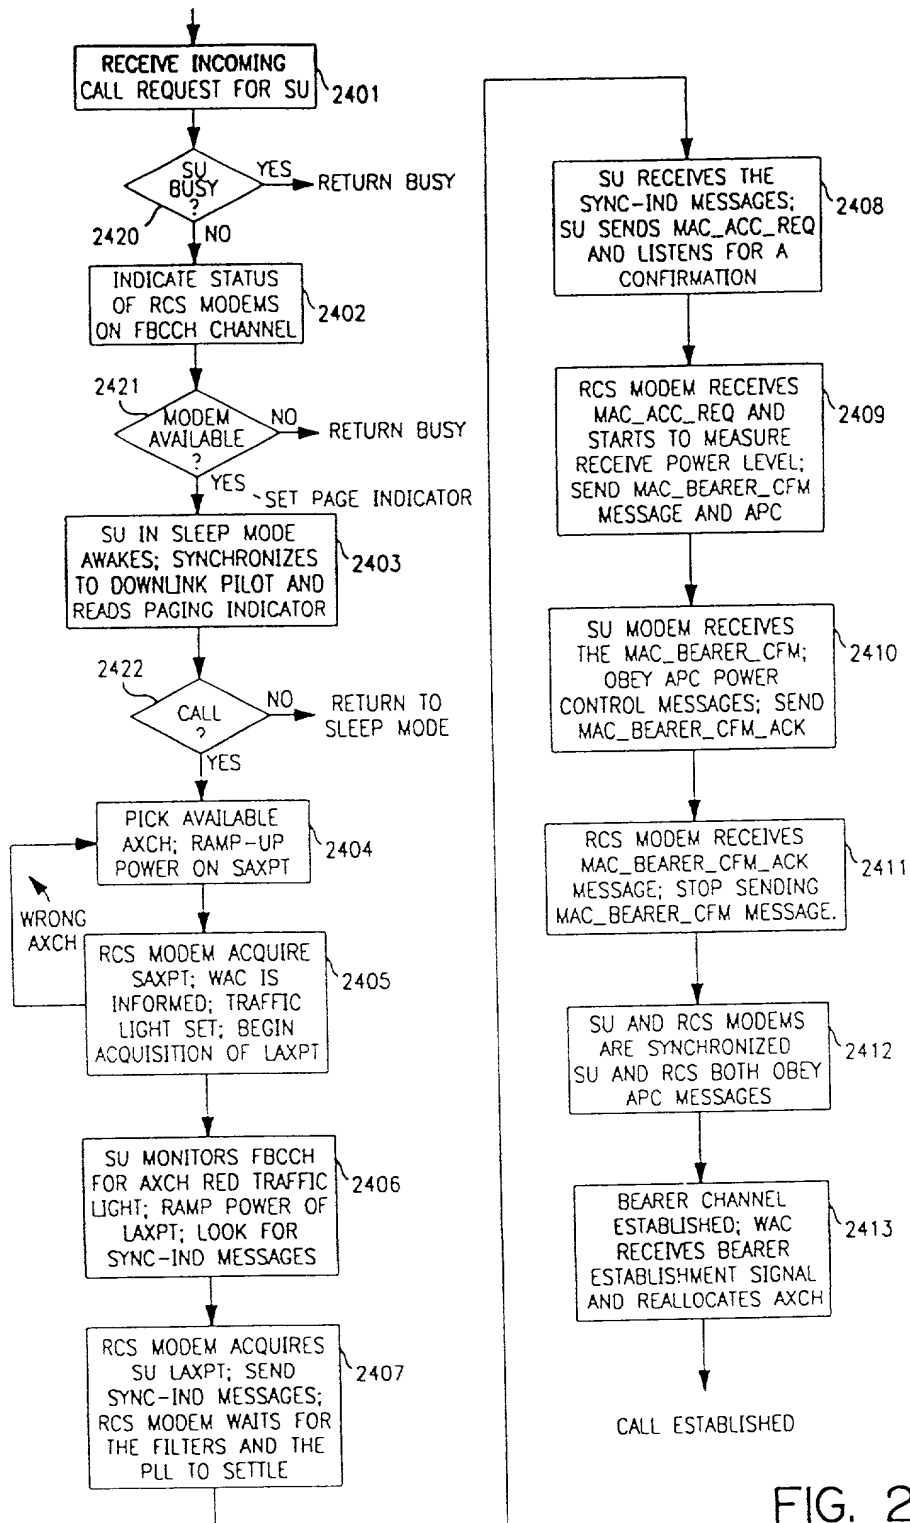 RECEIVE INCOMING
CALL REQUEST FOR SU
2401
SU
BUSY
?
YES
RETURN BUSY
2420
NO
INDICATE STATUS
OF RCS MODEMS
ON FBCCH CHANNEL
2402
2421
MODEM
AVAILABLE
?
NO
RETURN BUSY
YES
SET PAGE INDICATOR
SU IN SLEEP MODE
AWAKES; SYNCHRONIZES
TO DOWNLINK PILOT AND
READS PAGING INDICATOR
2403
2422
CALL
?
NO
RETURN TO
SLEEP MODE
YES
PICK AVAILABLE
AXCH; RAMP-UP
POWER ON SAXPT
2404
WRONG
AXCH
RCS MODEM ACQUIRE
SAXPT; WAC IS
INFORMED; TRAFFIC
LIGHT SET; BEGIN
ACQUISITION OF LAXPT
2405
SU MONITORS FBCCH
FOR AXCH RED TRAFFIC
LIGHT; RAMP POWER OF
LAXPT; LOOK FOR
SYNC-IND MESSAGES
2406
RCS MODEM ACQUIRES
SU LAXPT; SEND
SYNC-IND MESSAGES;
RCS MODEM WAITS FOR
THE FILTERS AND THE
PLL TO SETTLE
2407
SU RECEIVES THE
SYNC-IND MESSAGES;
SU SENDS MAC_ACC_REQ
AND LISTENS FOR A
CONFIRMATION
2408
RCS MODEM RECEIVES
MAC_ACC_REQ AND
STARTS TO MEASURE
RECEIVE POWER LEVEL;
SEND MAC_BEARER_CFM
MESSAGE AND APC
2409
SU MODEM RECEIVES
THE MAC_BEARER_CFM;
OBEY APC POWER
CONTROL MESSAGES; SEND
MAC_BEARER_CFM_ACK
2410
RCS MODEM RECEIVES
MAC_BEARER_CFM_ACK
MESSAGE; STOP SENDING
MAC_BEARER_CFM MESSAGE.
2411
SU AND RCS MODEMS
ARE SYNCHRONIZED
SU AND RCS BOTH OBEY
APC MESSAGES
2412
BEARER CHANNEL
ESTABLISHED; WAC
RECEIVES BEARER
ESTABLISHMENT SIGNAL
AND REALLOCATES AXCH
2413
CALL ESTABLISHED
FIG. 2